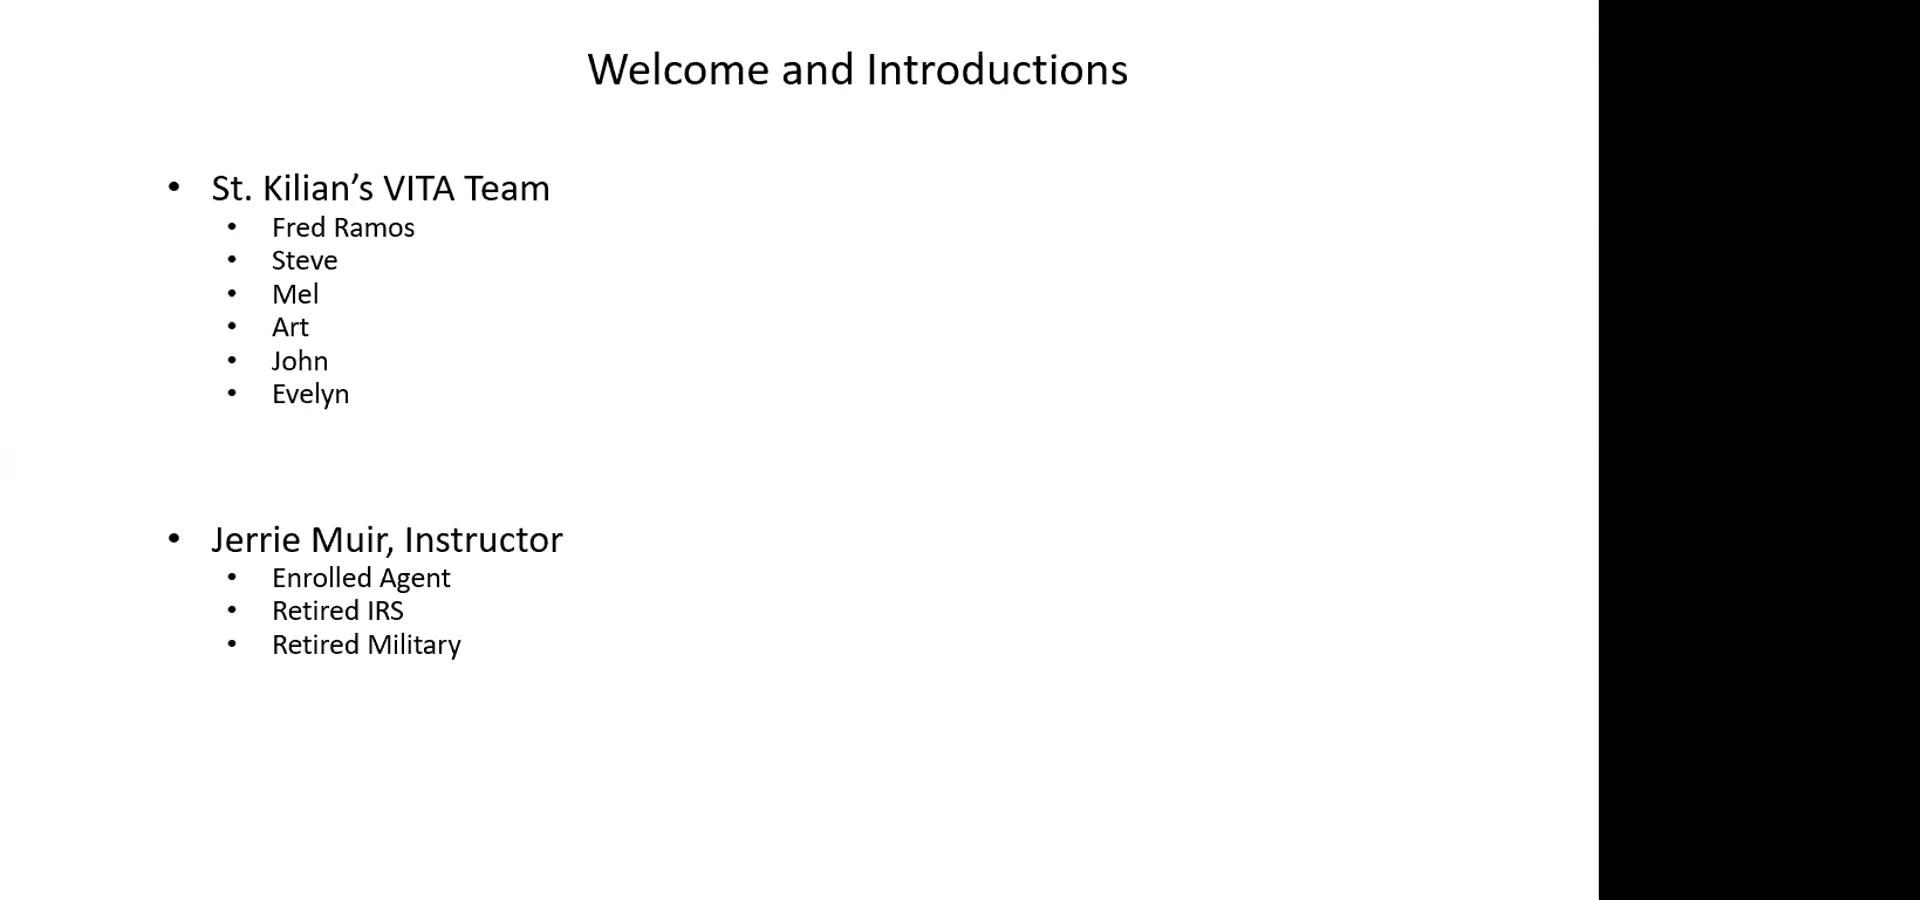 Welcome and Introductions
• St. Kilian’s VITA Team
• Fred Ramos
• Steve
• Mel
• Art
• John
• Evelyn
• Jerrie Muir, Instructor
• Enrolled Agent
• Retired IRS
• Retired Military